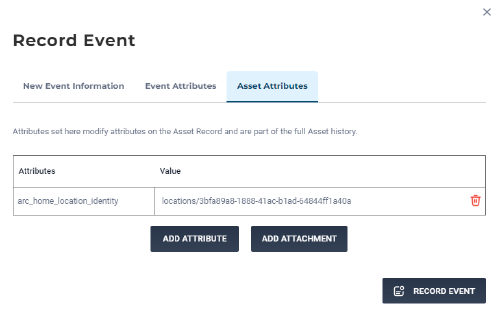 Record Event
New Event Information Event Attributes Asset Attributes
Attributes set here modify attributes on the Asset Record and are part of the full Asset history.
Attributes Value
arc_home_location_identity locations/3bfa89a8-1888-41ac-b1ad-64844ff1a40a
ADD ATTRIBUTE ADD ATTACHMENT
RECORD EVENT